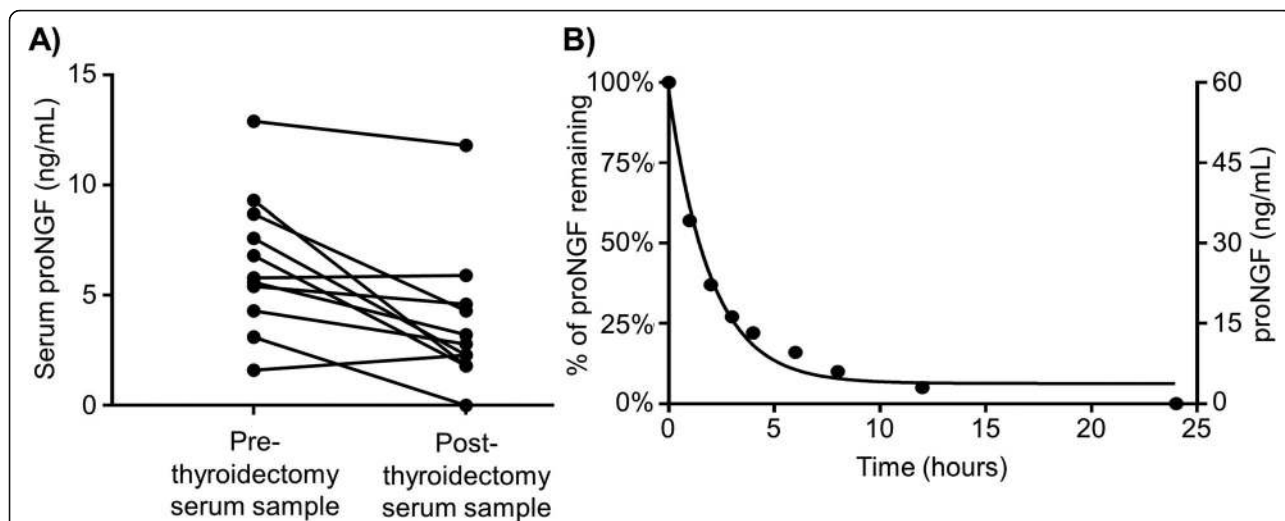 A)
Serum proNGF (ng/mL)
15
10
5
0
Pre-
thyroidectomy
serum sample
Post-
thyroidectomy
serum sample
B)
% of proNGF remaining
100%
75%
50%
25%
0%
60
45
30
15
0
proNGF (ng/mL)
0
5
10
15
20
25
Time (hours)